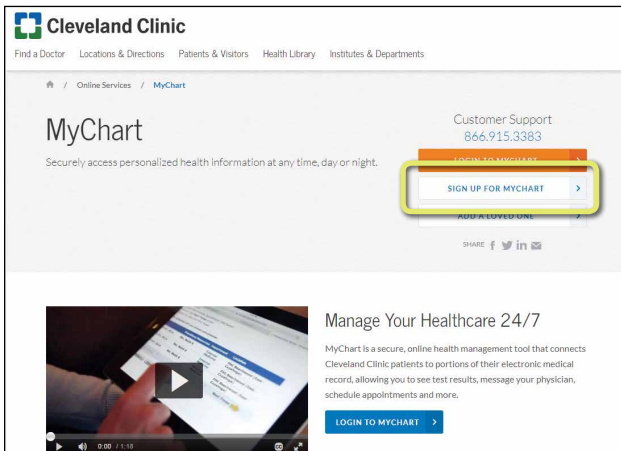 Cleveland Clinic
Find a Doctor Locations & Directions Patients & Visitors Health Library Institutes & Departments
/ Online Services / MyChart
MyChart
Securely access personalized health information at any time, day or night.
Customer Support
866.915.3383
LOGIN TO MYCHART
SIGN UP FOR MYCHART
ADD A LOVED ONE
SHARE
Manage Your Healthcare 24/7
MyChart is a secure, online health management tool that connects
Cleveland Clinic patients to portions of their electronic medical
record, allowing you to see test results, message your physician,
schedule appointments and more.
LOGIN TO MYCHART
0:00 / 1:18